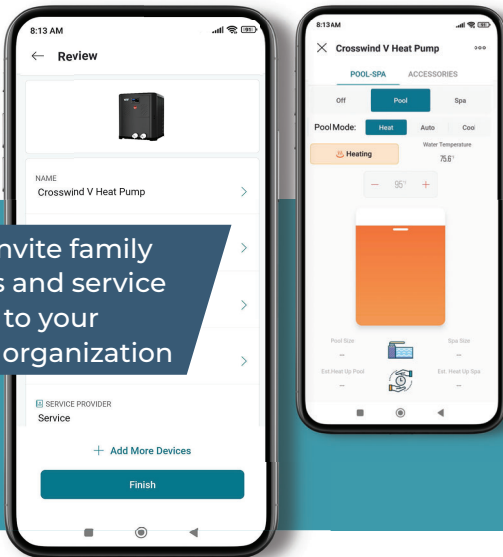 8:13 AM
Review
NAME
Crosswind V Heat Pump
nvite family
s and service
to your
organization
SERVICE PROVIDER
Service
+ Add More Devices
Finish
8:13AM
Crosswind V Heat Pump
POOL-SPA ACCESSORIES
Off Pool Spa
Pool Mode: Heat Auto Cool
Heating
Water Temperature
75.6°
− 95° +
Pool Size
--
Spa Size
--
Est.Heat Up Pool
--
Est. Heat Up Spa
--